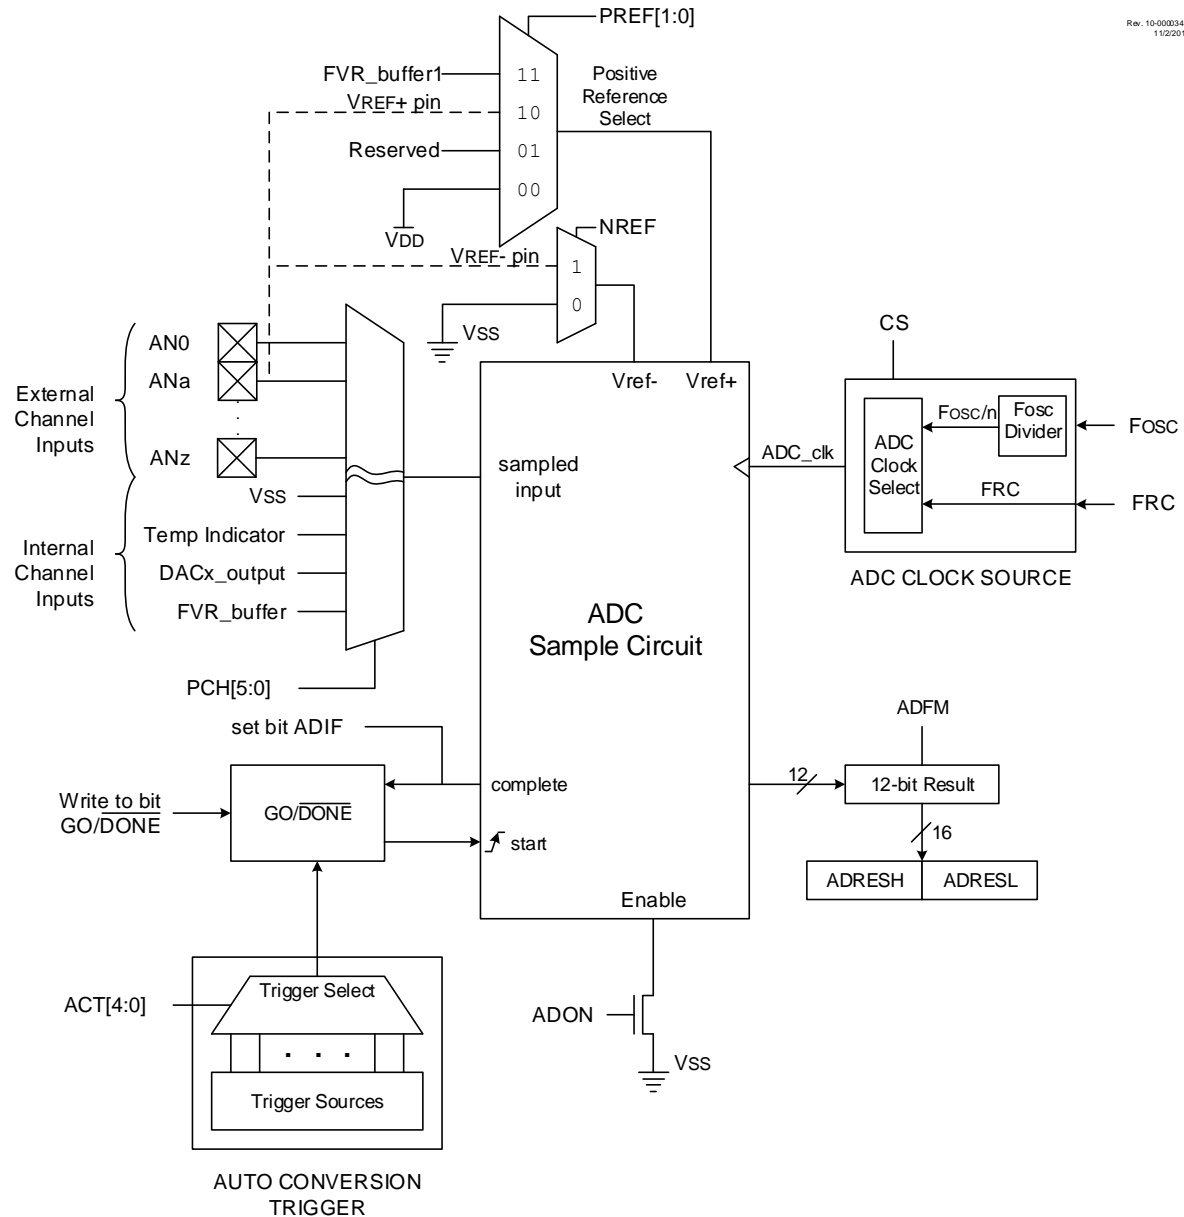 Rev. 10-000034
11/2/201
PREF[1:0]
FVR_buffer1
11
Positive
Reference
Select
VREF+ pin
10
Reserved
01
00
VDD
NREF
VREF- pin
1
0
VSS
CS
AN0
External
Channel
Inputs
ANa
ANz
Vref-
Vref+
Fosc
Divider
FOSC/n
FOSC
ADC
Clock
Select
ADC_clk
FRC
FRC
ADC CLOCK SOURCE
sampled
input
VSS
Internal
Channel
Inputs
Temp Indicator
DACx_output
FVR_buffer
ADC
Sample Circuit
PCH[5:0]
set bit ADIF
ADFM
complete
12
12-bit Result
Write to bit
GO/DONE
GO/DONE
start
16
ADRESH
ADRESL
Enable
ACT[4:0]
Trigger Select
. . .
Trigger Sources
ADON
VSS
AUTO CONVERSION
TRIGGER